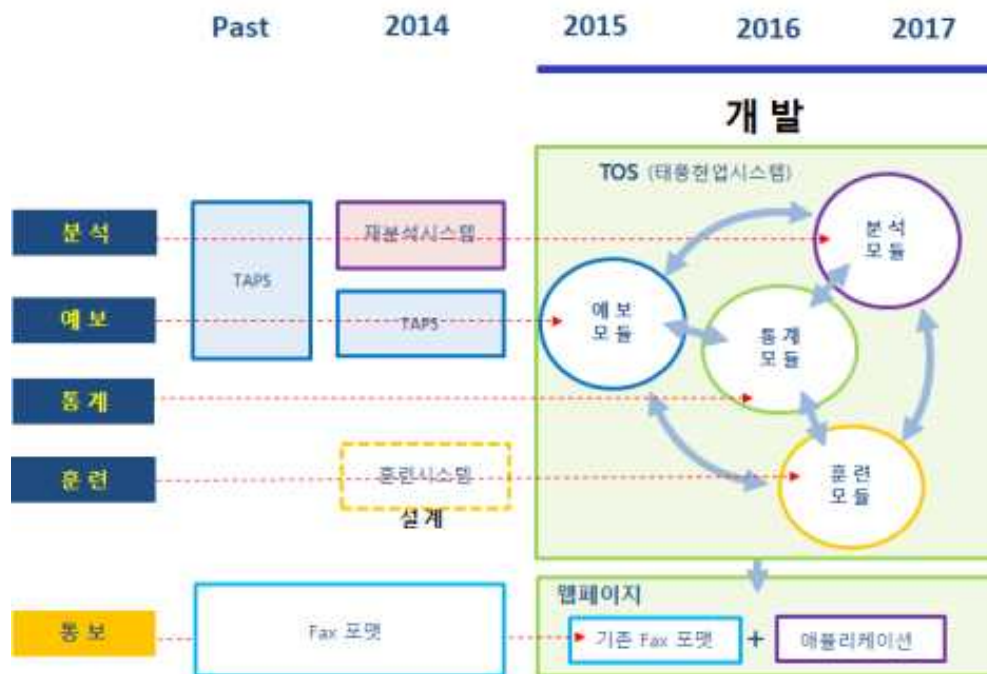 Past 2014 2015 2016 2017
개 발
TOS (태풍현업시스템)
분 석
재분석시스템
분 석
모 듈
TAPS
예 보
TAPS
예 보
모 듈
통 계
모 듈
통 계
훈 련
훈련시스템
설계
훈 련
모 듈
웹페이지
통 보
Fax 포맷
기존 Fax 포맷 + 애플리케이션